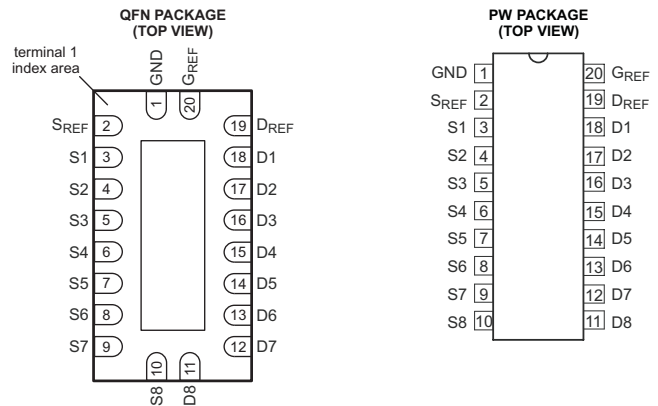 QFN PACKAGE
(TOP VIEW)
terminal 1
index area
GND
GREF
1
20
SREF 2
19 DREF
S1 3
18 D1
S2 4
17 D2
S3 5
16 D3
S4 6
15 D4
S5 7
14 D5
S6 8
13 D6
S7 9
12 D7
10
11
S8
D8
PW PACKAGE
(TOP VIEW)
GND 1
20 GREF
SREF 2
19 DREF
S1 3
18 D1
S2 4
17 D2
S3 5
16 D3
S4 6
15 D4
S5 7
14 D5
S6 8
13 D6
S7 9
12 D7
S8 10
11 D8